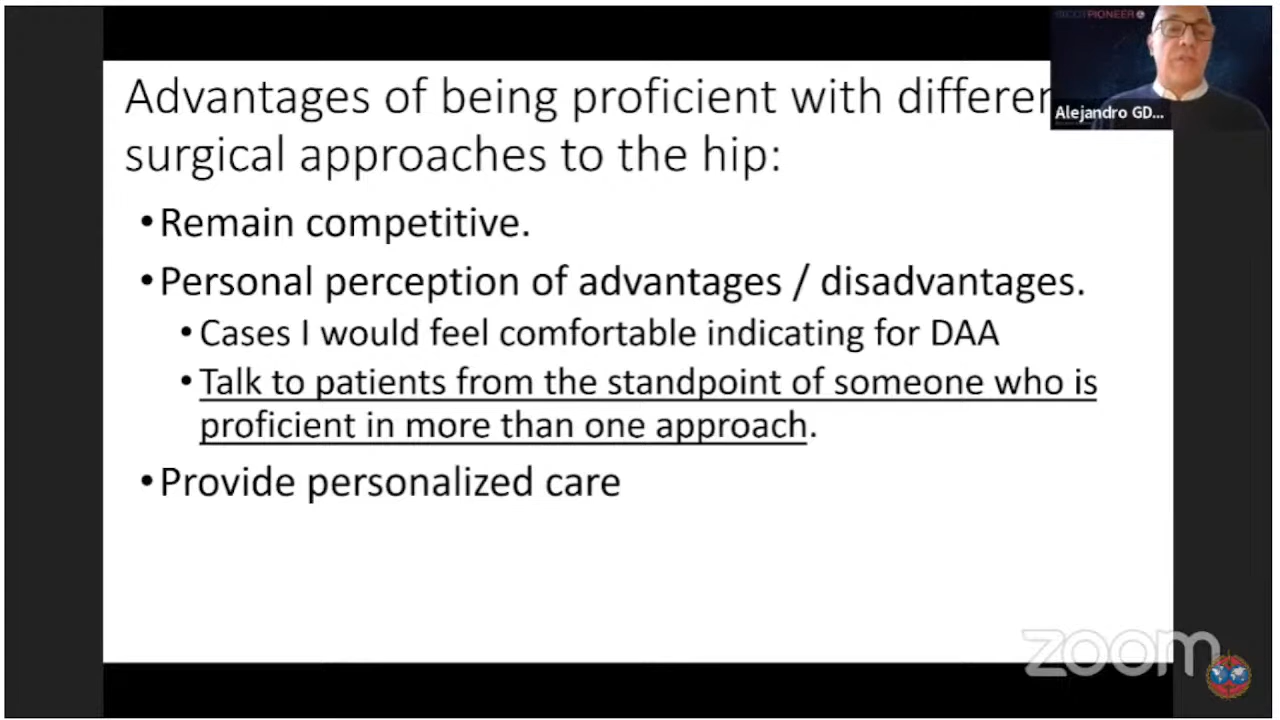 Advantages of being proficient with differen
surgical approaches to the hip:
•Remain competitive.
•Personal perception of advantages / disadvantages.
•Cases I would feel comfortable indicating for DAA
•Talk to patients from the standpoint of someone who is
proficient in more than one approach.
•Provide personalized care
PIONEER
Alejandro GD...
zoom